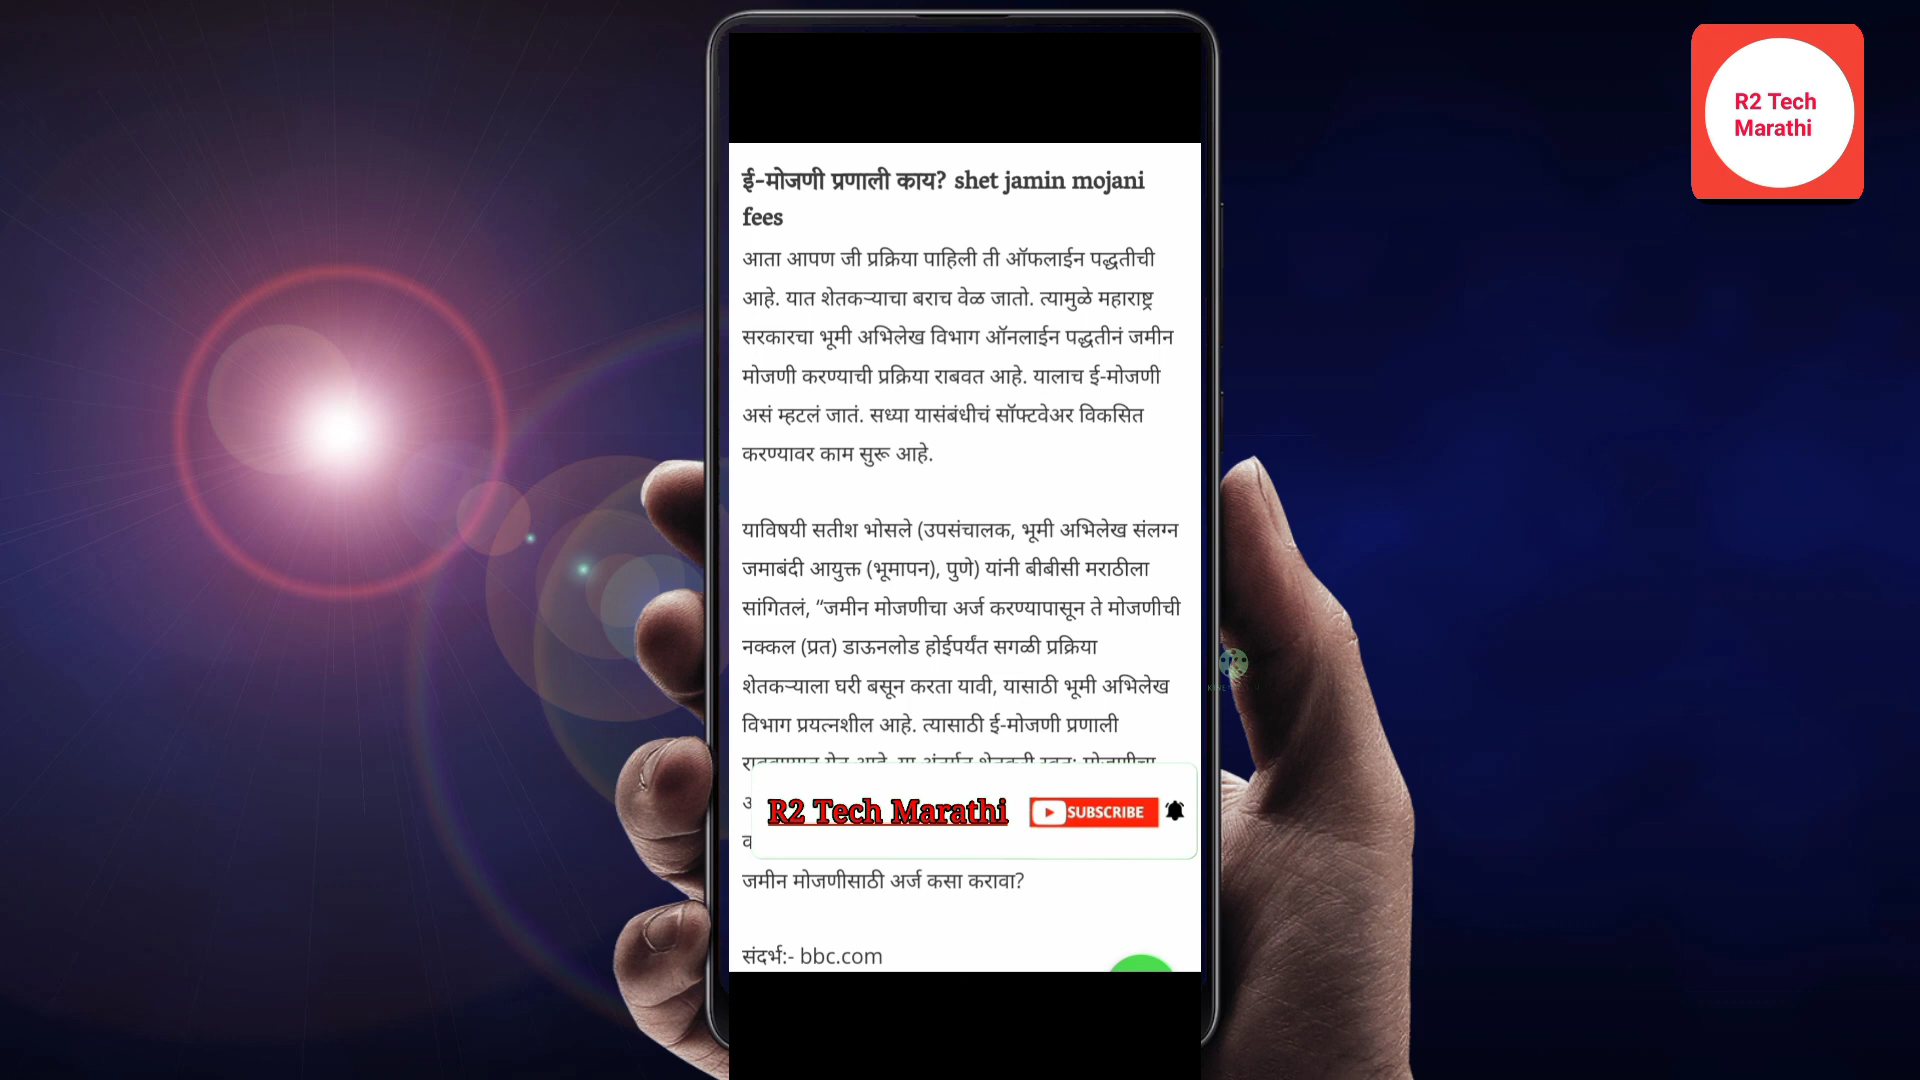 R2 Tech
Marathi
ई-मोजणी प्रणाली काय? shet jamin mojani
fees
आता आपण जी प्रक्रिया पाहिली ती ऑफलाईन पद्धतीची
आहे. यात शेतकऱ्याचा बराच वेळ जातो. त्यामुळे महाराष्ट्र
सरकारचा भूमी अभिलेख विभाग ऑनलाईन पद्धतीनं जमीन
मोजणी करण्याची प्रक्रिया राबवत आहे. यालाच ई-मोजणी
असं म्हटलं जातं. सध्या यासंबंधीचं सॉफ्टवेअर विकसित
करण्यावर काम सुरू आहे.
याविषयी सतीश भोसले (उपसंचालक, भूमी अभिलेख संलग्न
जमाबंदी आयुक्त (भूमापन), पुणे) यांनी बीबीसी मराठीला
सांगितलं, “जमीन मोजणीचा अर्ज करण्यापासून ते मोजणीची
नक्कल (प्रत) डाऊनलोड होईपर्यंत सगळी प्रक्रिया
शेतकऱ्याला घरी बसून करता यावी, यासाठी भूमी अभिलेख
विभाग प्रयत्नशील आहे. त्यासाठी ई-मोजणी प्रणाली
R2 Tech Marathi SUBSCRIBE
जमीन मोजणीसाठी अर्ज कसा करावा?
संदर्भ:- bbc.com